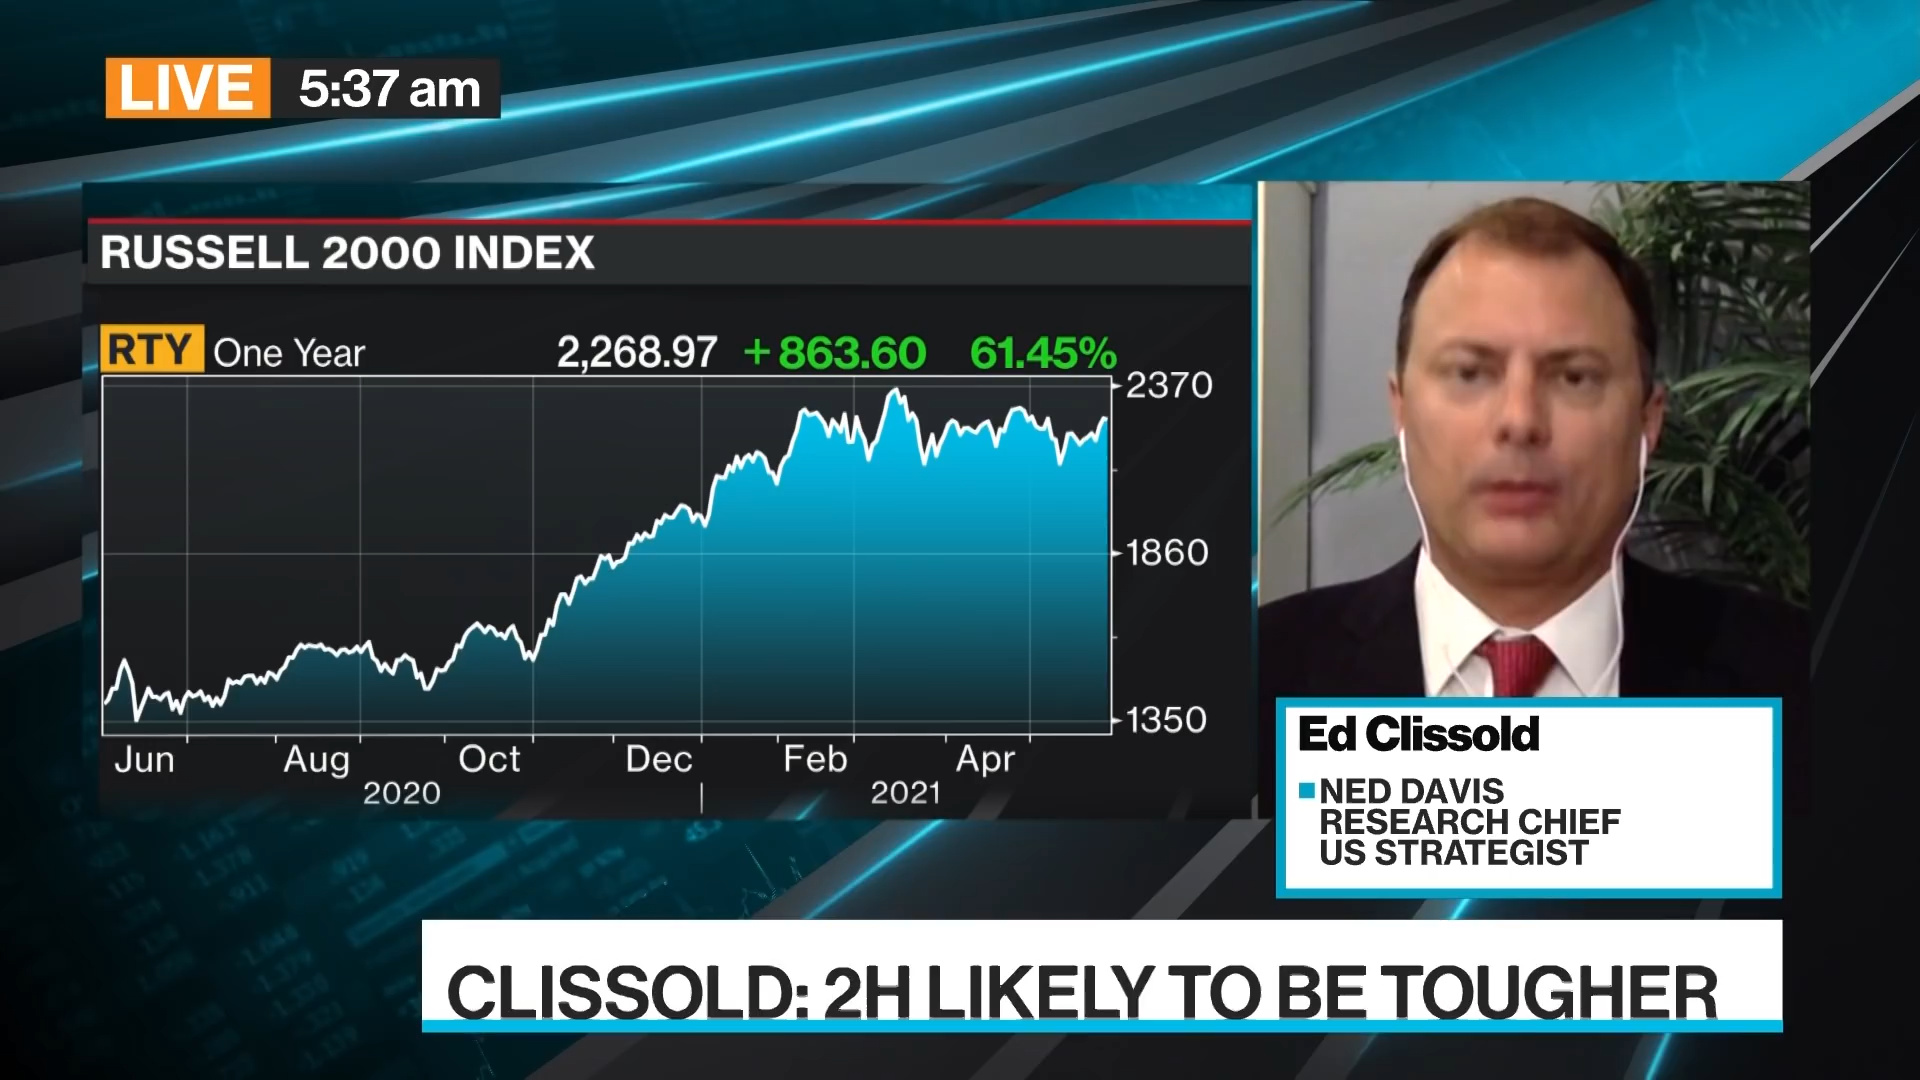 LIVE 5:37 am
RUSSELL 2000 INDEX
RTY One Year 2,268.97 +863.60 61.45%
2370
1860
1350
Jun Aug Oct Dec Feb Apr
2020 2021
Ed Clissold
NED DAVIS
RESEARCH CHIEF
US STRATEGIST
CLISSOLD: 2H LIKELY TO BE TOUGHER